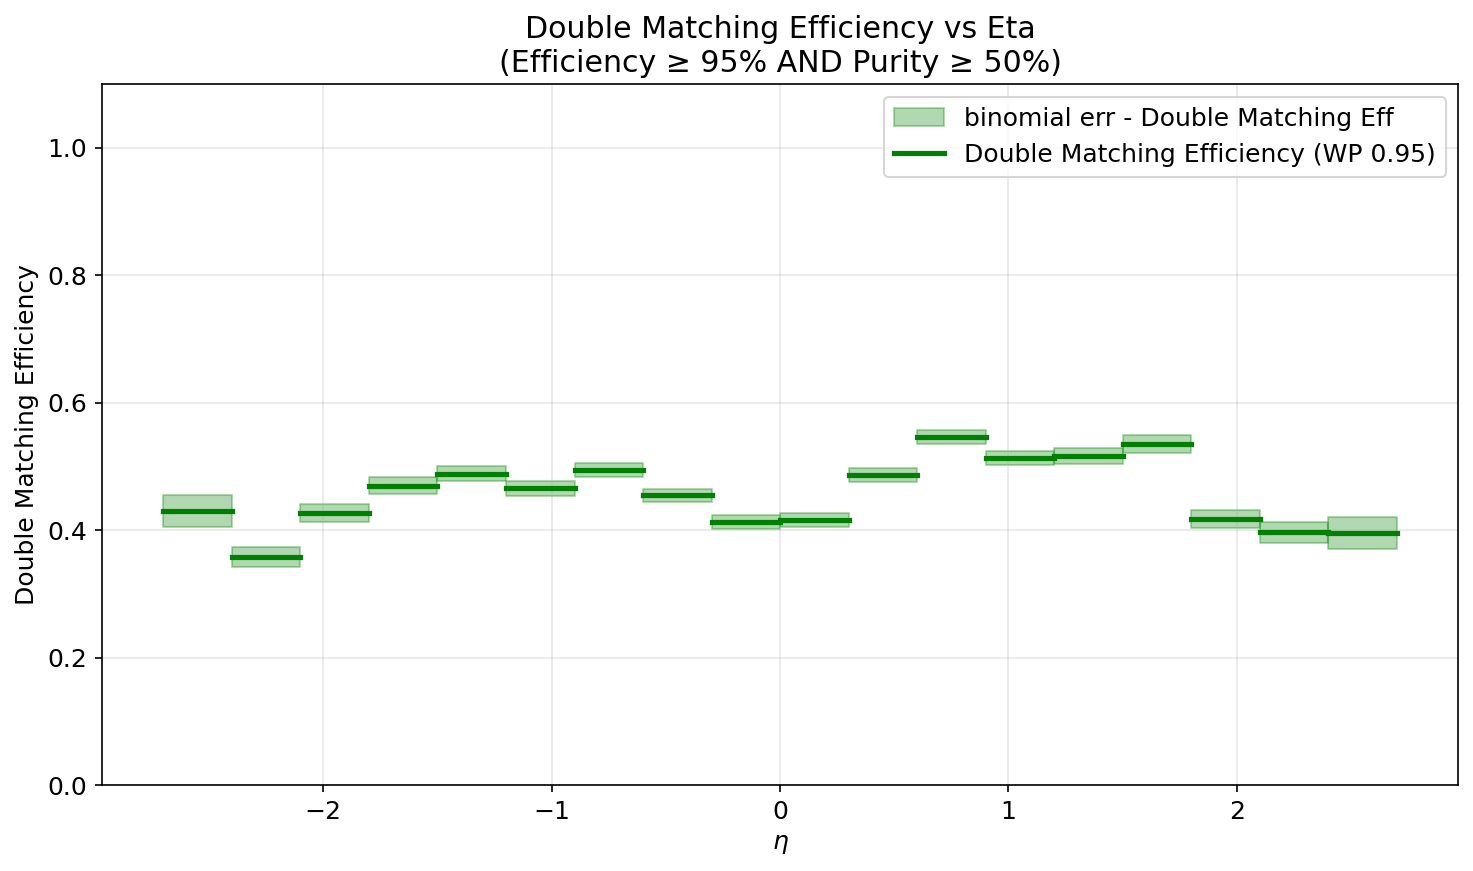 Double Matching Efficiency vs Eta
(Efficiency ≥ 95% AND Purity ≥ 50%)
binomial err - Double Matching Eff
Double Matching Efficiency (WP 0.95)
Double Matching Efficiency
1.0
0.8
0.6
0.4
0.2
0.0
−2
−1
0
1
2
η